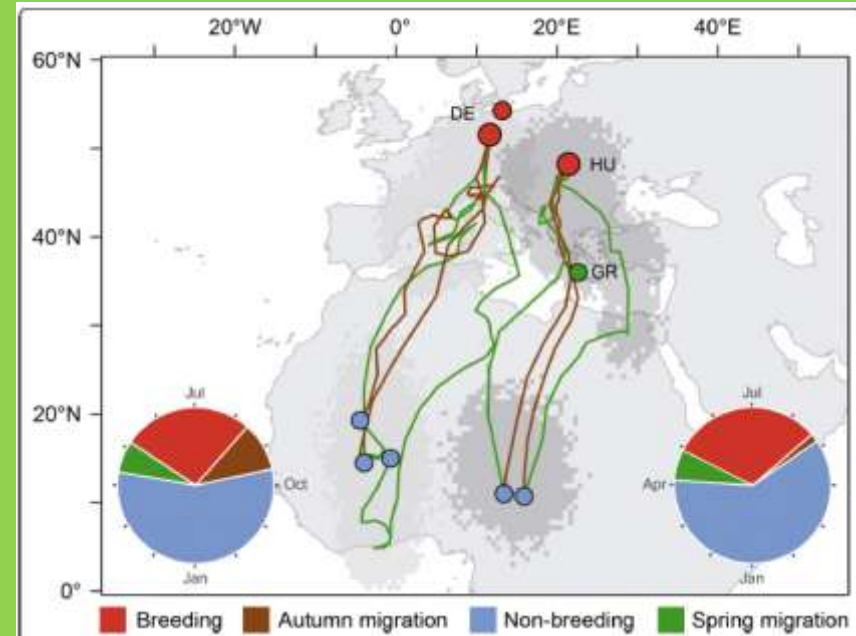 20°W 0° 20°E 40°E
60°N
DE
HU
40°N
GR
20°N
Jul Jul
Oct Apr
Jan Jan
0°
Breeding Autumn migration Non-breeding Spring migration